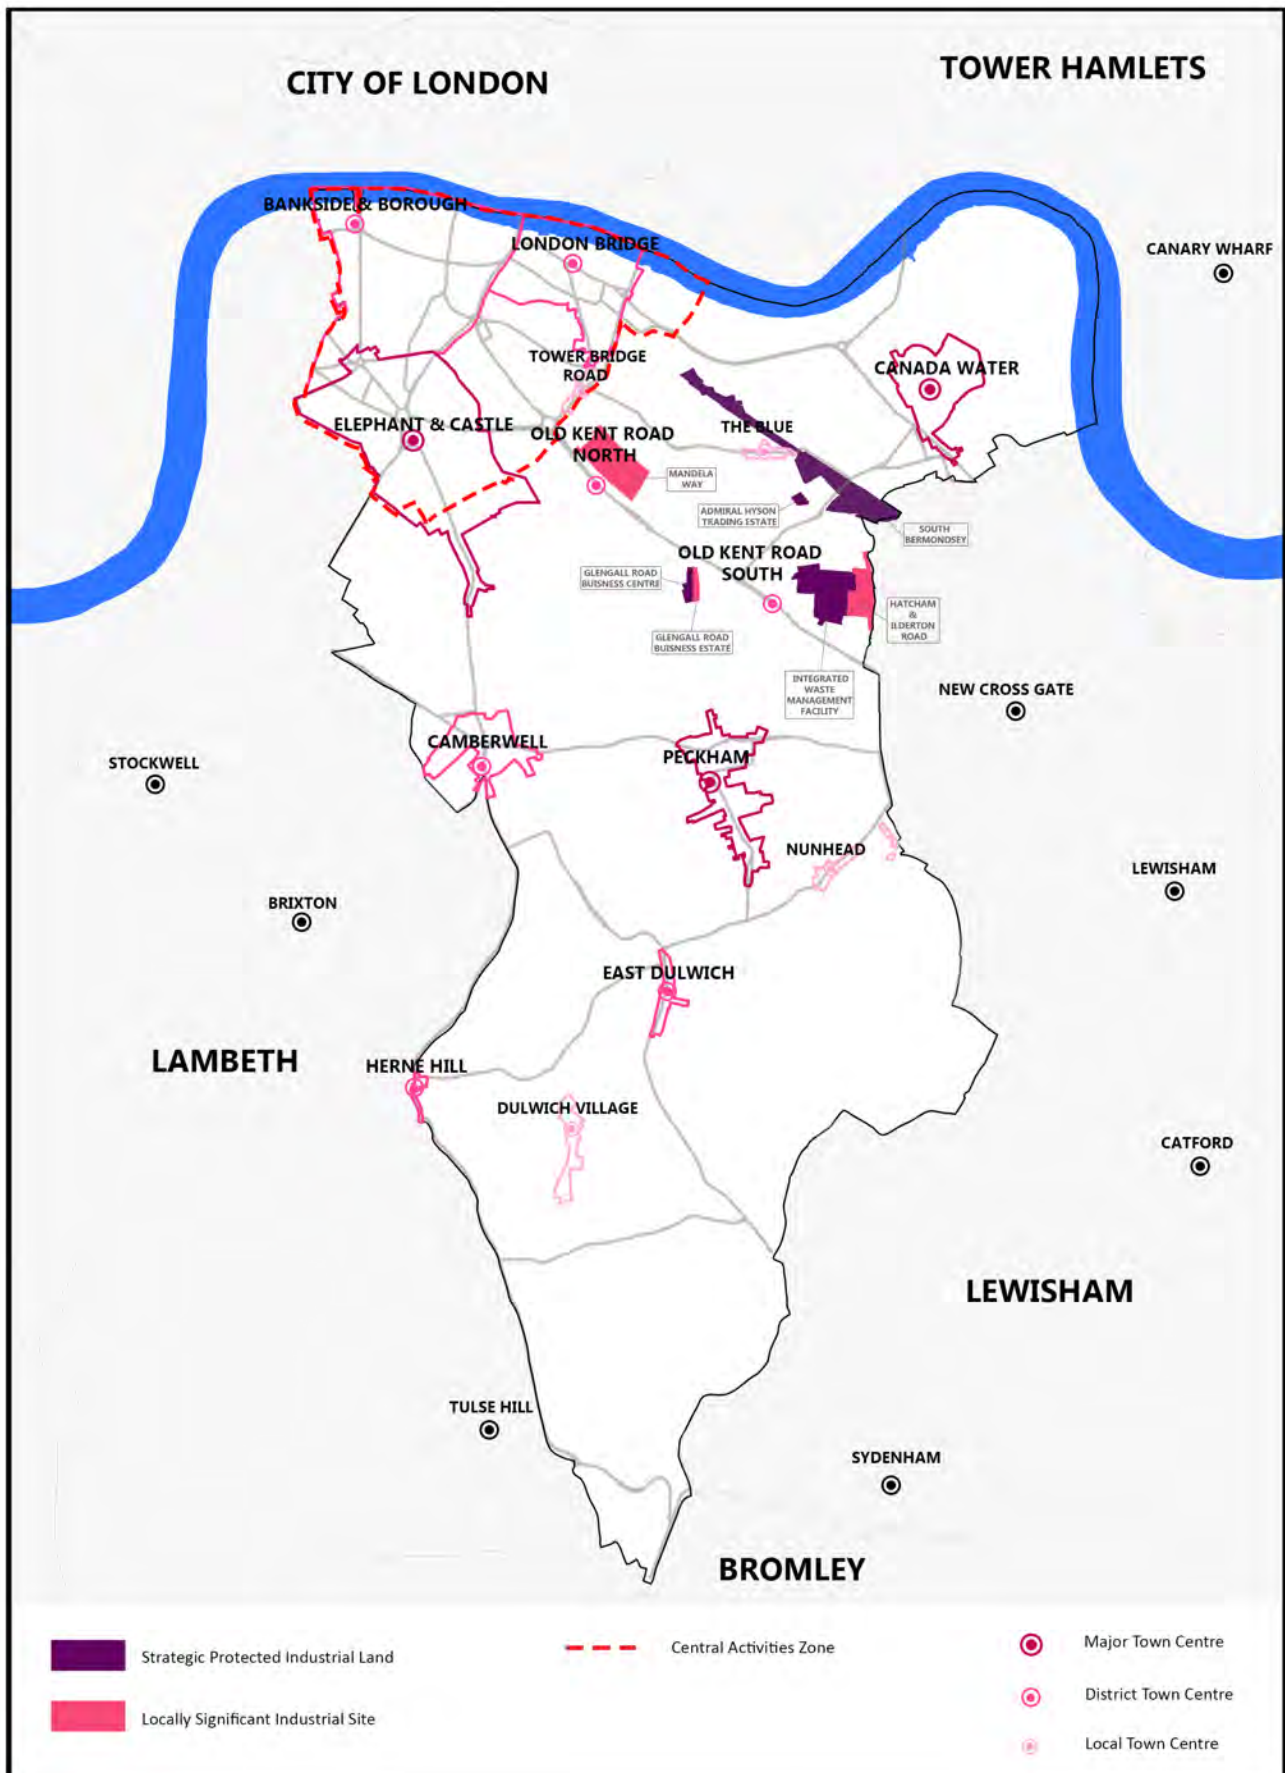 CITY OF LONDON
TOWER HAMLETS
BANKSIDE & BOROUGH
LONDON BRIDGE
CANARY WHARF
TOWER BRIDGE
ROAD
CANADA WATER
ELEPHANT & CASTLE
OLD KENT ROAD
NORTH
THE BLUE
MANDELA
WAY
ADMIRAL HYSON
TRADING ESTATE
SOUTH
BERMONDSEY
OLD KENT ROAD
SOUTH
GLENGALL ROAD
BUISNESS CENTRE
HATCHAM
&
ILDERTON
ROAD
GLENGALL ROAD
BUISNESS ESTATE
INTEGRATED
WASTE
MANAGEMENT
FACILITY
NEW CROSS GATE
CAMBERWELL
PECKHAM
STOCKWELL
NUNHEAD
LEWISHAM
BRIXTON
EAST DULWICH
LAMBETH
HERNE HILL
DULWICH VILLAGE
CATFORD
LEWISHAM
TULSE HILL
SYDENHAM
BROMLEY
Strategic Protected Industrial Land
Locally Significant Industrial Site
Central Activities Zone
Major Town Centre
District Town Centre
Local Town Centre